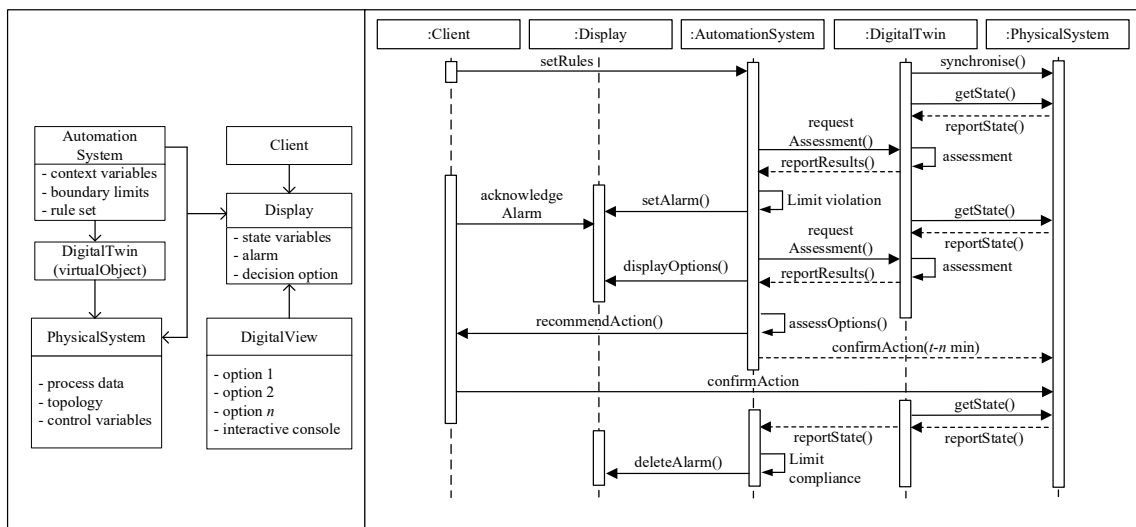 Automation
System
- context variables
- boundary limits
- rule set
Client
Display
- state variables
- alarm
- decision option
DigitalTwin
(virtualObject)
PhysicalSystem
- process data
- topology
- control variables
DigitalView
- option 1
- option 2
- option n
- interactive console
:Client
:Display
:AutomationSystem
:DigitalTwin
:PhysicalSystem
setRules
synchronise()
getState()
reportState()
request
Assessment()
assessment
reportResults()
acknowledge
Alarm
setAlarm()
Limit violation
getState()
reportState()
request
Assessment()
assessment
displayOptions()
reportResults()
recommendAction()
assessOptions()
confirmAction(t-n min)
confirmAction
getState()
reportState()
reportState()
deleteAlarm()
Limit
compliance